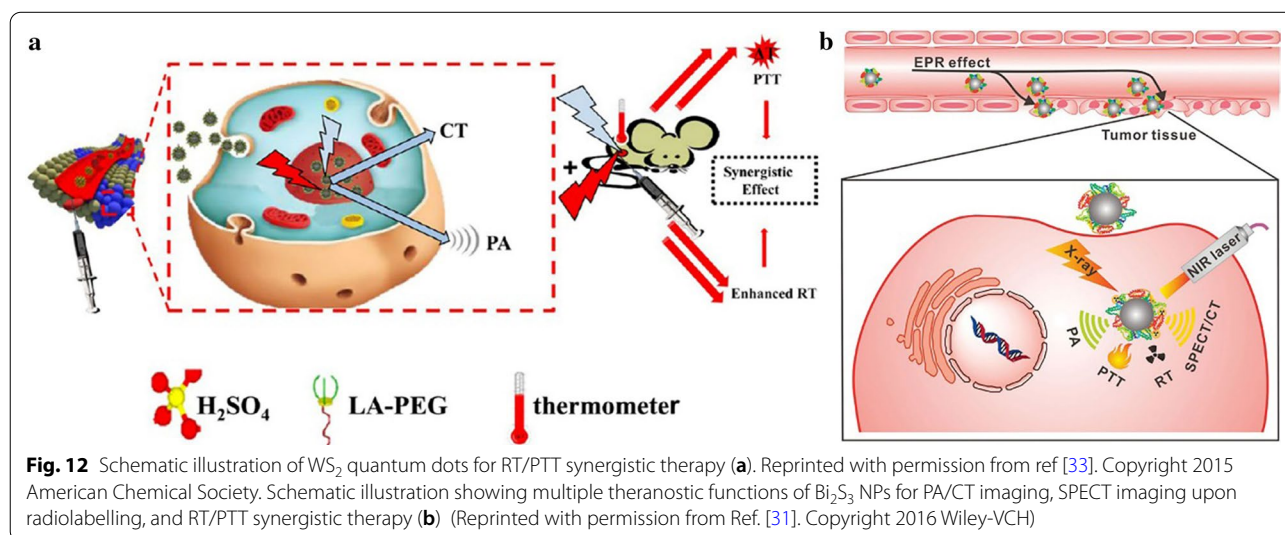 a
CT
PA
ΔT
PTT
+
Synergistic
Effect
Enhanced RT
H₂SO₄
LA-PEG
thermometer
b
EPR effect
Tumor tissue
X-ray
NIR laser
PA
PTT
RT
SPECT/CT
Fig. 12 Schematic illustration of WS₂ quantum dots for RT/PTT synergistic therapy (a). Reprinted with permission from ref [33]. Copyright 2015
American Chemical Society. Schematic illustration showing multiple theranostic functions of Bi₂S₃ NPs for PA/CT imaging, SPECT imaging upon
radiolabelling, and RT/PTT synergistic therapy (b) (Reprinted with permission from Ref. [31]. Copyright 2016 Wiley-VCH)